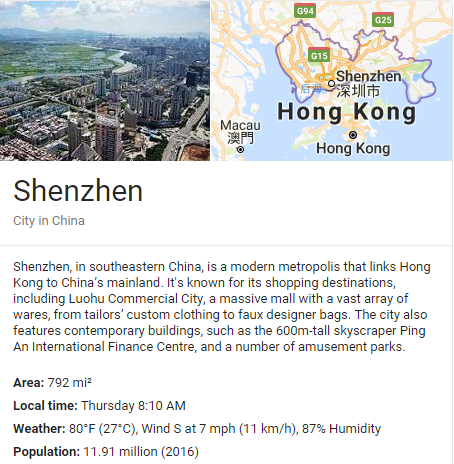 G94
G25
G15
Shenzhen
深圳市
后海
Hong Kong
Macau
澳門
Hong Kong
Shenzhen
City in China
Shenzhen, in southeastern China, is a modern metropolis that links Hong
Kong to China's mainland. It's known for its shopping destinations,
including Luohu Commercial City, a massive mall with a vast array of
wares, from tailors’ custom clothing to faux designer bags. The city also
features contemporary buildings, such as the 600m-tall skyscraper Ping
An International Finance Centre, and a number of amusement parks.
Area: 792 mi²
Local time: Thursday 8:10 AM
Weather: 80°F (27°C), Wind S at 7 mph (11 km/h), 87% Humidity
Population: 11.91 million (2016)